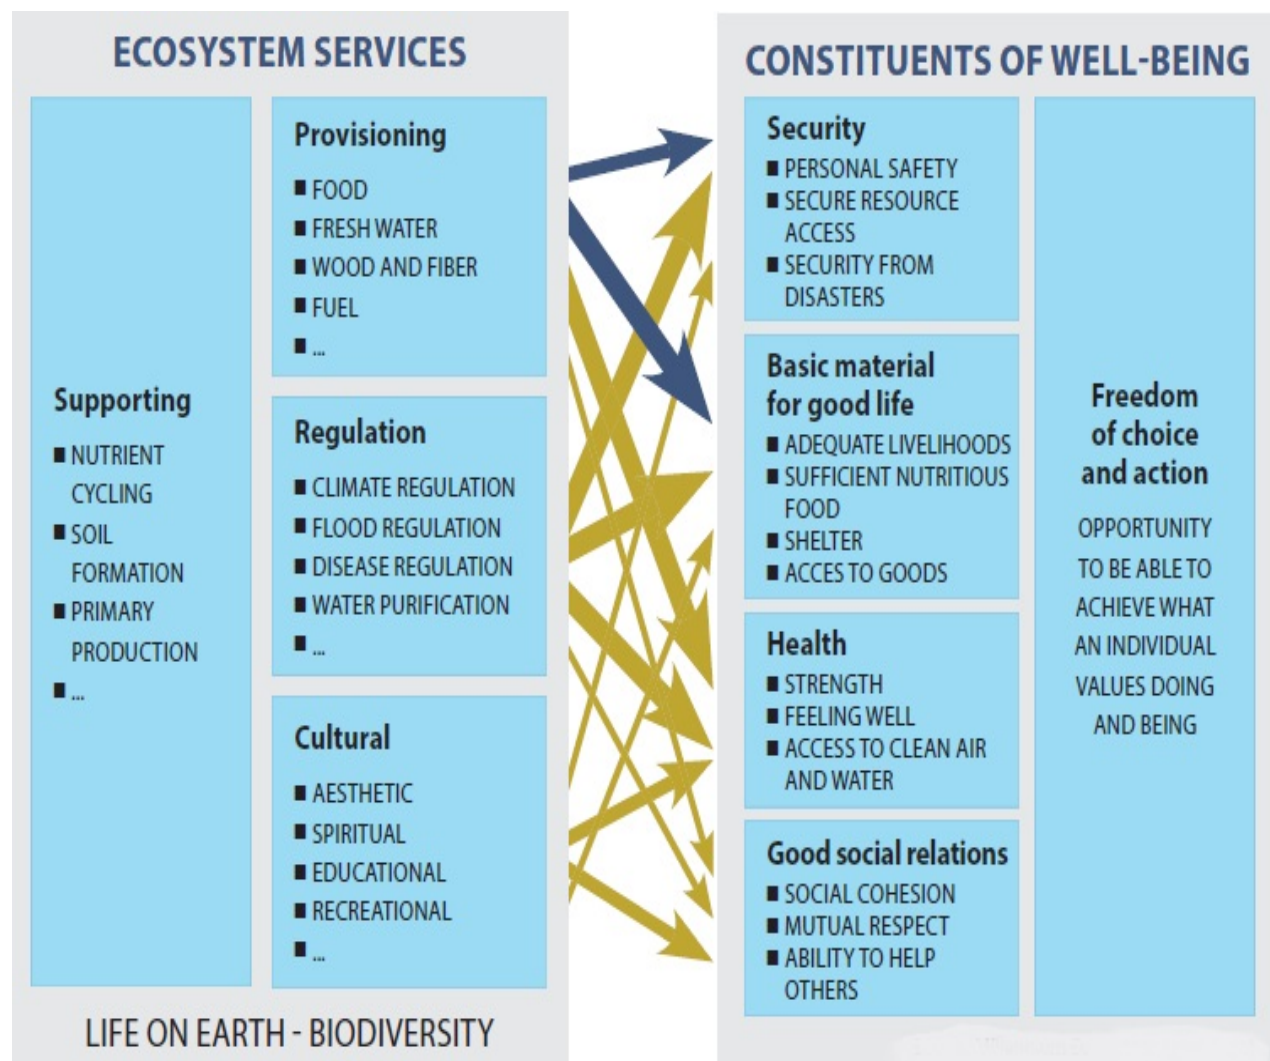 ECOSYSTEM SERVICES
Supporting
■ NUTRIENT
CYCLING
■ SOIL
FORMATION
■ PRIMARY
PRODUCTION
■ ...
Provisioning
■ FOOD
■ FRESH WATER
■ WOOD AND FIBER
■ FUEL
■ ...
Regulation
■ CLIMATE REGULATION
■ FLOOD REGULATION
■ DISEASE REGULATION
■ WATER PURIFICATION
■ ...
Cultural
■ AESTHETIC
■ SPIRITUAL
■ EDUCATIONAL
■ RECREATIONAL
■ ...
LIFE ON EARTH - BIODIVERSITY
CONSTITUENTS OF WELL-BEING
Security
■ PERSONAL SAFETY
■ SECURE RESOURCE
ACCESS
■ SECURITY FROM
DISASTERS
Basic material
for good life
■ ADEQUATE LIVELIHOODS
■ SUFFICIENT NUTRITIOUS
FOOD
■ SHELTER
■ ACCES TO GOODS
Health
■ STRENGTH
■ FEELING WELL
■ ACCESS TO CLEAN AIR
AND WATER
Good social relations
■ SOCIAL COHESION
■ MUTUAL RESPECT
■ ABILITY TO HELP
OTHERS
Freedom
of choice
and action
OPPORTUNITY
TO BE ABLE TO
ACHIEVE WHAT
AN INDIVIDUAL
VALUES DOING
AND BEING